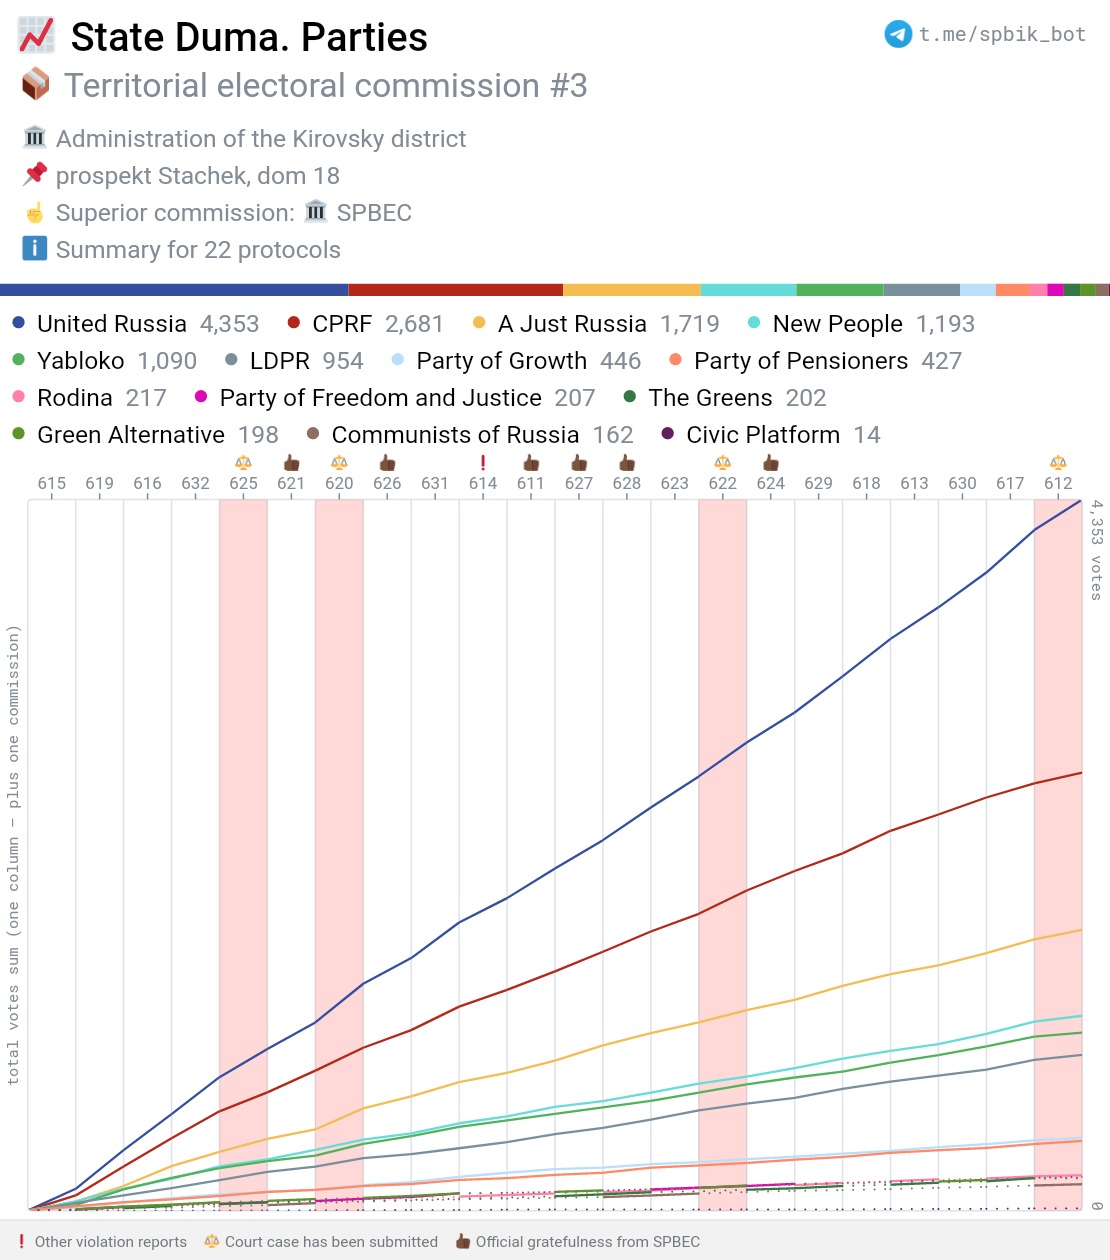 State Duma. Parties
t.me/spbik_bot
Territorial electoral commission #3
Administration of the Kirovsky district
prospekt Stachek, dom 18
Superior commission: SPBEC
Summary for 22 protocols
United Russia 4,353 CPRF 2,681 A Just Russia 1,719 New People 1,193
Yabloko 1,090 LDPR 954 Party of Growth 446 Party of Pensioners 427
Rodina 217 Party of Freedom and Justice 207 The Greens 202
Green Alternative 198 Communists of Russia 162 Civic Platform 14
615 619 616 632 625 621 620 626 631 614 611 627 628 623 622 624 629 618 613 630 617 612
4,353 votes
total votes sum (one column – plus one commission)
0
Other violation reports Court case has been submitted Official gratefulness from SPBEC